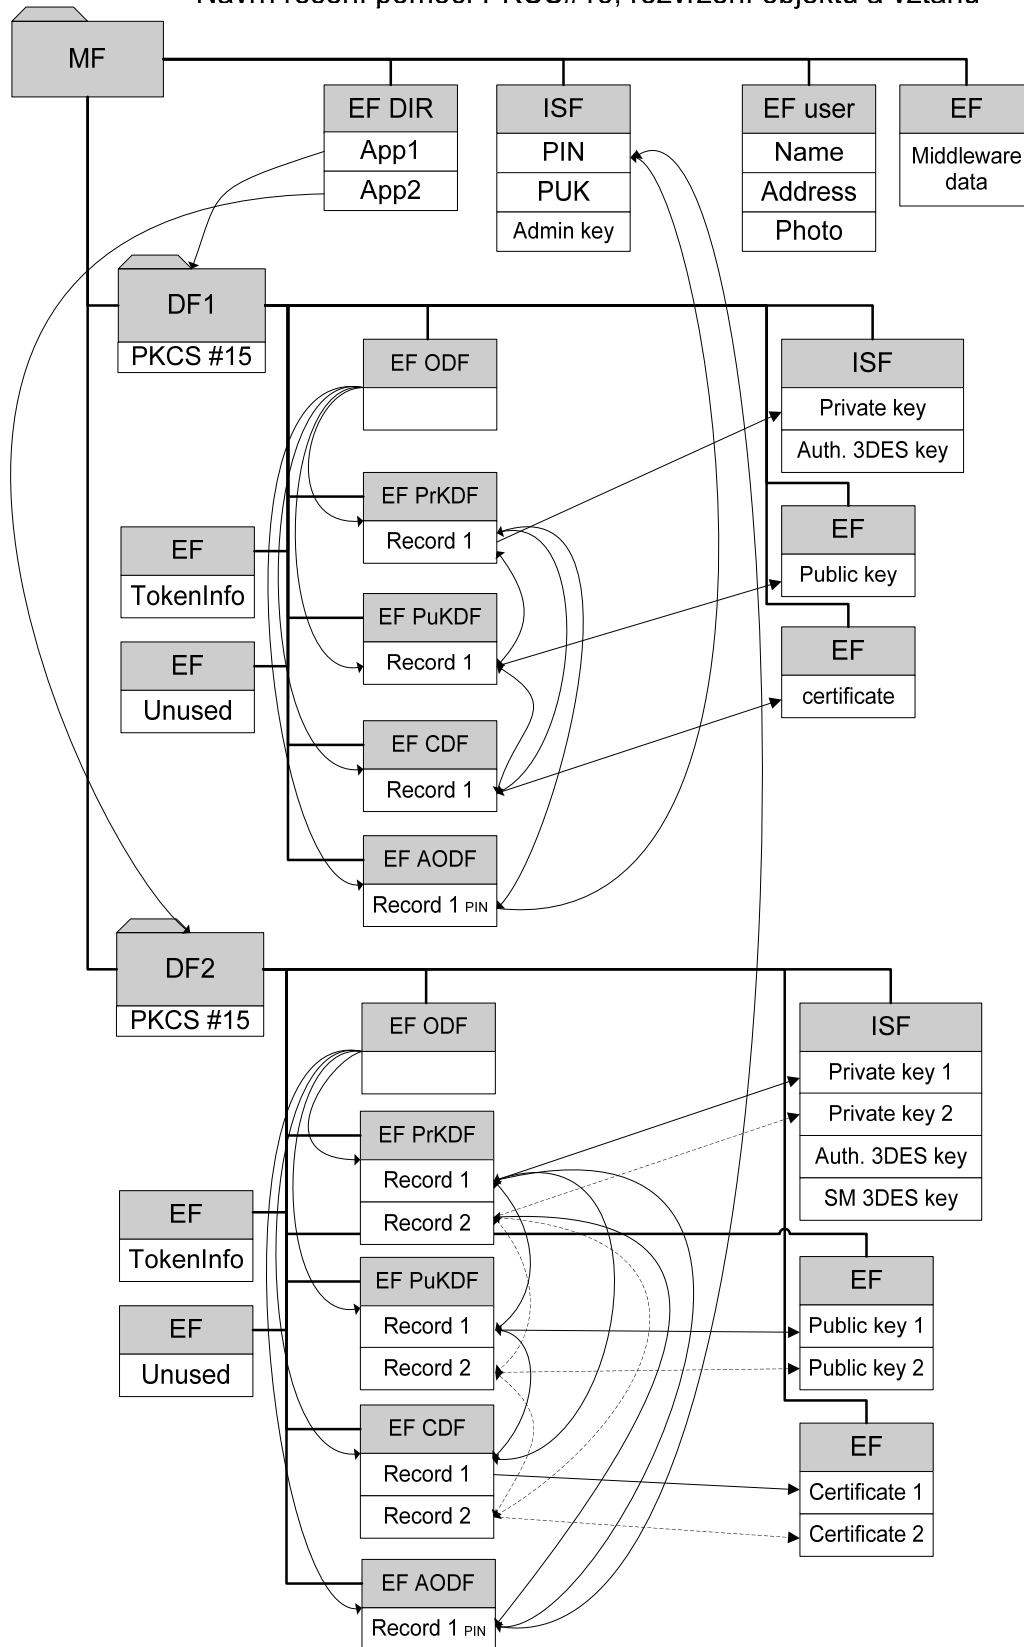 MF
EF DIR
App1
App2
ISF
PIN
PUK
Admin key
EF user
Name
Address
Photo
EF
Middleware
data
DF1
PKCS #15
EF ODF
ISF
Private key
Auth. 3DES key
EF PrKDF
Record 1
EF
Public key
EF
TokenInfo
EF PuKDF
Record 1
EF
certificate
EF
Unused
EF CDF
Record 1
EF AODF
Record 1 PIN
DF2
PKCS #15
EF ODF
ISF
Private key 1
Private key 2
Auth. 3DES key
SM 3DES key
EF PrKDF
Record 1
Record 2
EF
TokenInfo
EF PuKDF
Record 1
Record 2
EF
Public key 1
Public key 2
EF
Unused
EF CDF
Record 1
Record 2
EF
Certificate 1
Certificate 2
EF AODF
Record 1 PIN